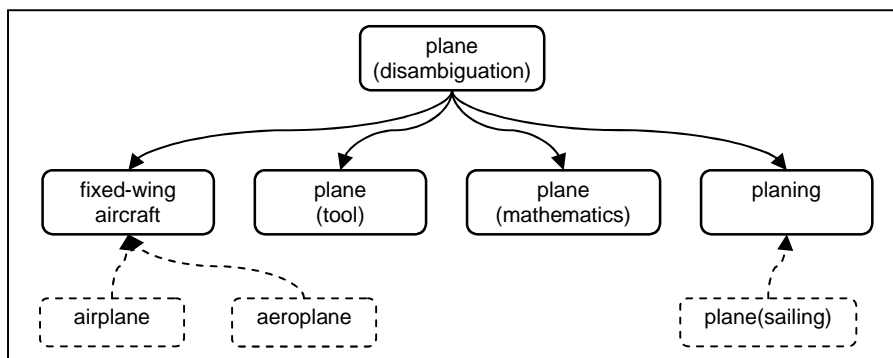 plane
(disambiguation)
fixed-wing
aircraft
plane
(tool)
plane
(mathematics)
planing
airplane
aeroplane
plane(sailing)